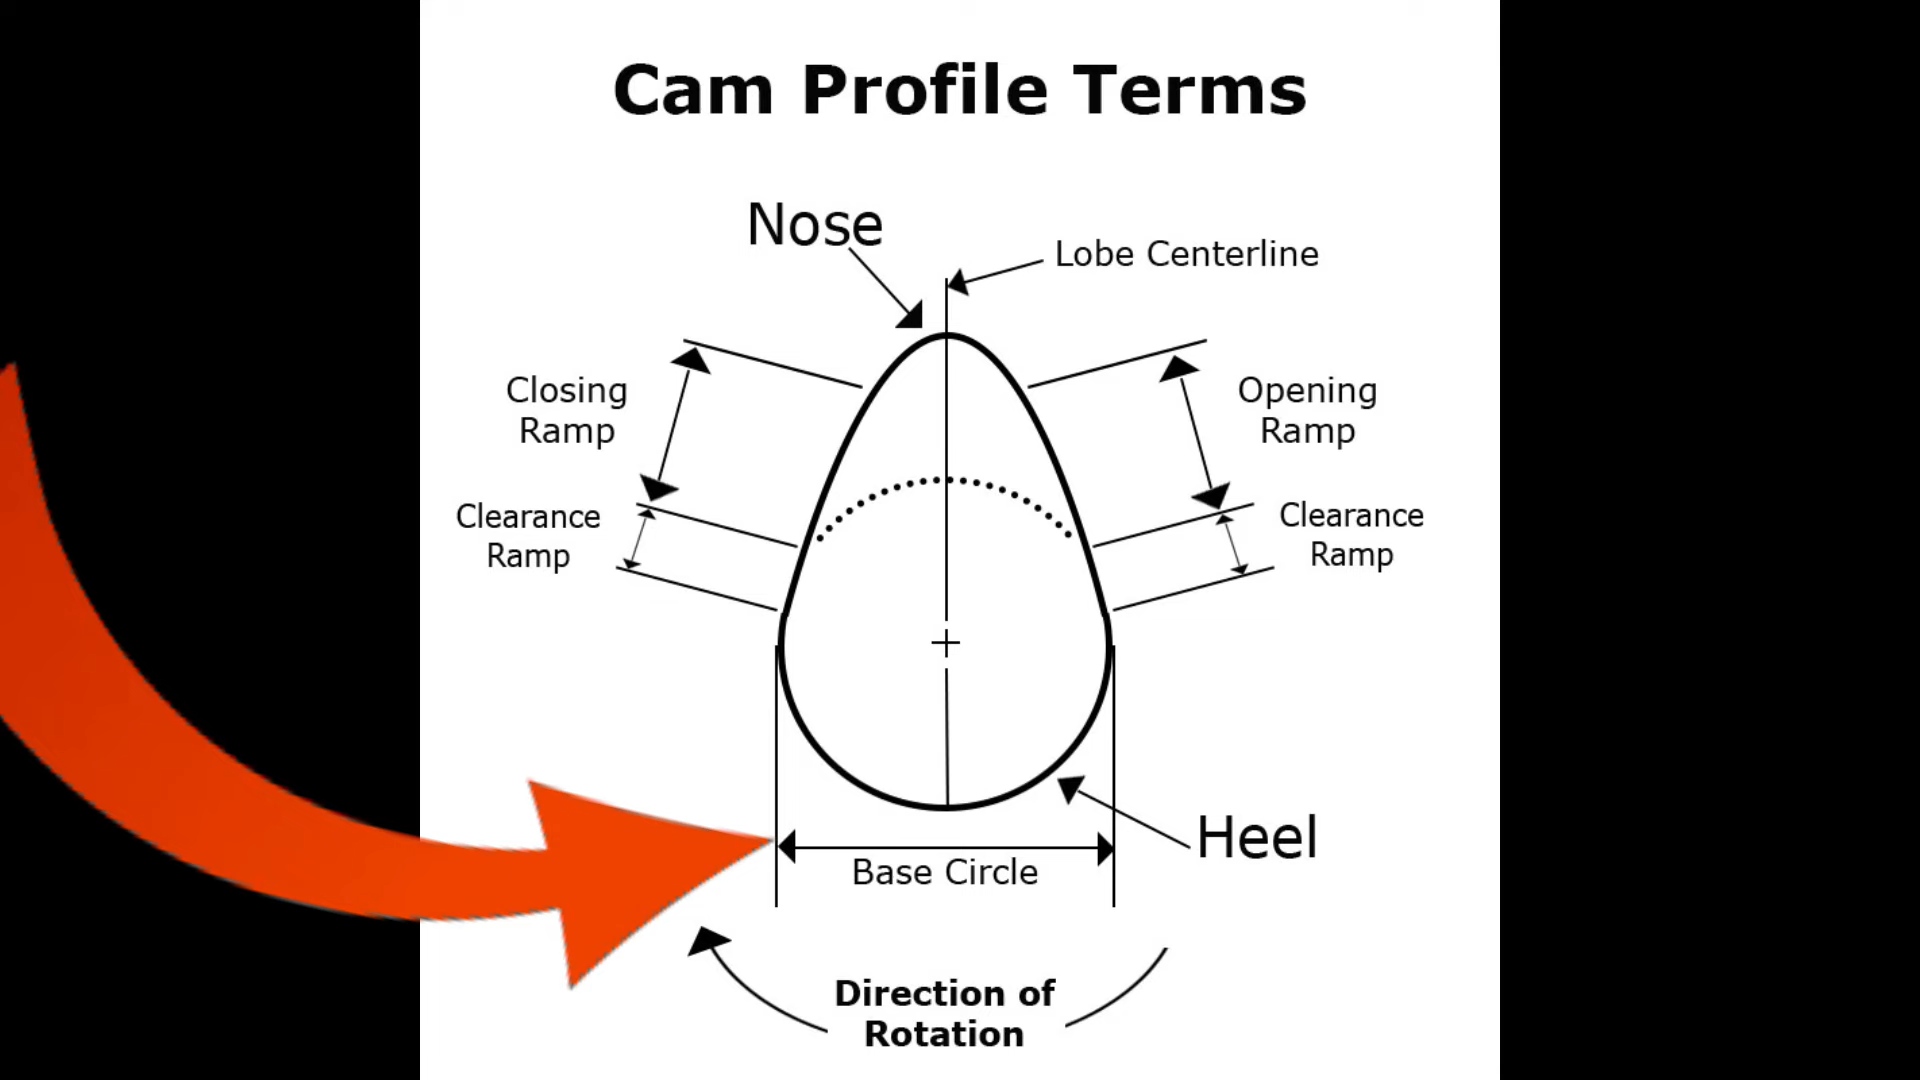 Cam Profile Terms
Nose
Lobe Centerline
Closing
Ramp
Opening
Ramp
Clearance
Ramp
Clearance
Ramp
Heel
Base Circle
Direction of
Rotation